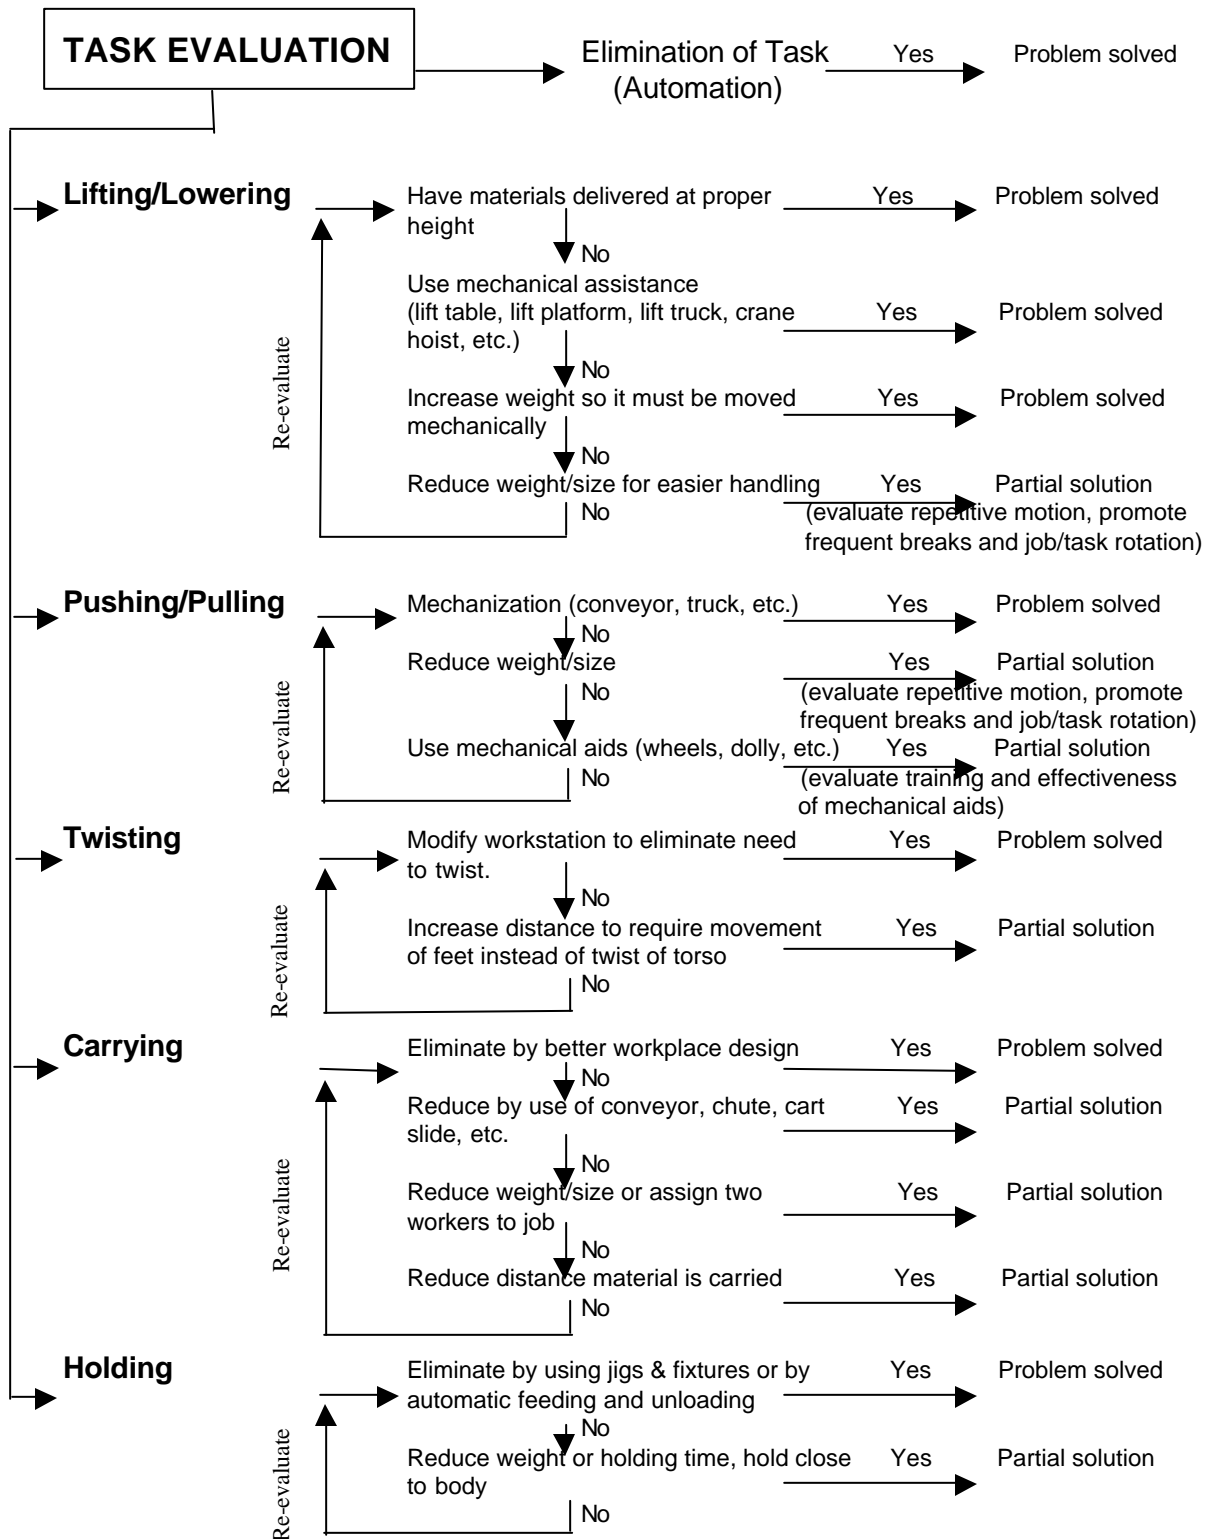 TASK EVALUATION
Elimination of Task
(Automation)
Yes
Problem solved
Lifting/Lowering
Have materials delivered at proper
height
Yes
Problem solved
No
Use mechanical assistance
(lift table, lift platform, lift truck, crane
hoist, etc.)
Yes
Problem solved
No
Increase weight so it must be moved
mechanically
Yes
Problem solved
No
Reduce weight/size for easier handling
Yes
Partial solution
(evaluate repetitive motion, promote
frequent breaks and job/task rotation)
No
Re-evaluate
Pushing/Pulling
Mechanization (conveyor, truck, etc.)
Yes
Problem solved
No
Reduce weight/size
Yes
Partial solution
(evaluate repetitive motion, promote
frequent breaks and job/task rotation)
No
Use mechanical aids (wheels, dolly, etc.)
Yes
Partial solution
(evaluate training and effectiveness
of mechanical aids)
No
Re-evaluate
Twisting
Modify workstation to eliminate need
to twist.
Yes
Problem solved
No
Increase distance to require movement
of feet instead of twist of torso
Yes
Partial solution
No
Re-evaluate
Carrying
Eliminate by better workplace design
Yes
Problem solved
No
Reduce by use of conveyor, chute, cart
slide, etc.
Yes
Partial solution
No
Reduce weight/size or assign two
workers to job
Yes
Partial solution
No
Reduce distance material is carried
Yes
Partial solution
No
Re-evaluate
Holding
Eliminate by using jigs & fixtures or by
automatic feeding and unloading
Yes
Problem solved
No
Reduce weight or holding time, hold close
to body
Yes
Partial solution
No
Re-evaluate